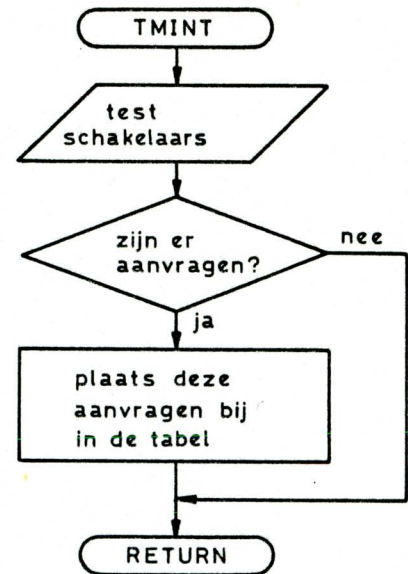 TMINT
test
schakelaars
zijn er
aanvragen?
nee
ja
plaats deze
aanvragen bij
in de tabel
RETURN